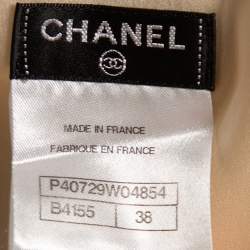 CHANEL
MADE IN FRANCE
FABRIQUE EN FRANCE
P40729W04854
B4155 38